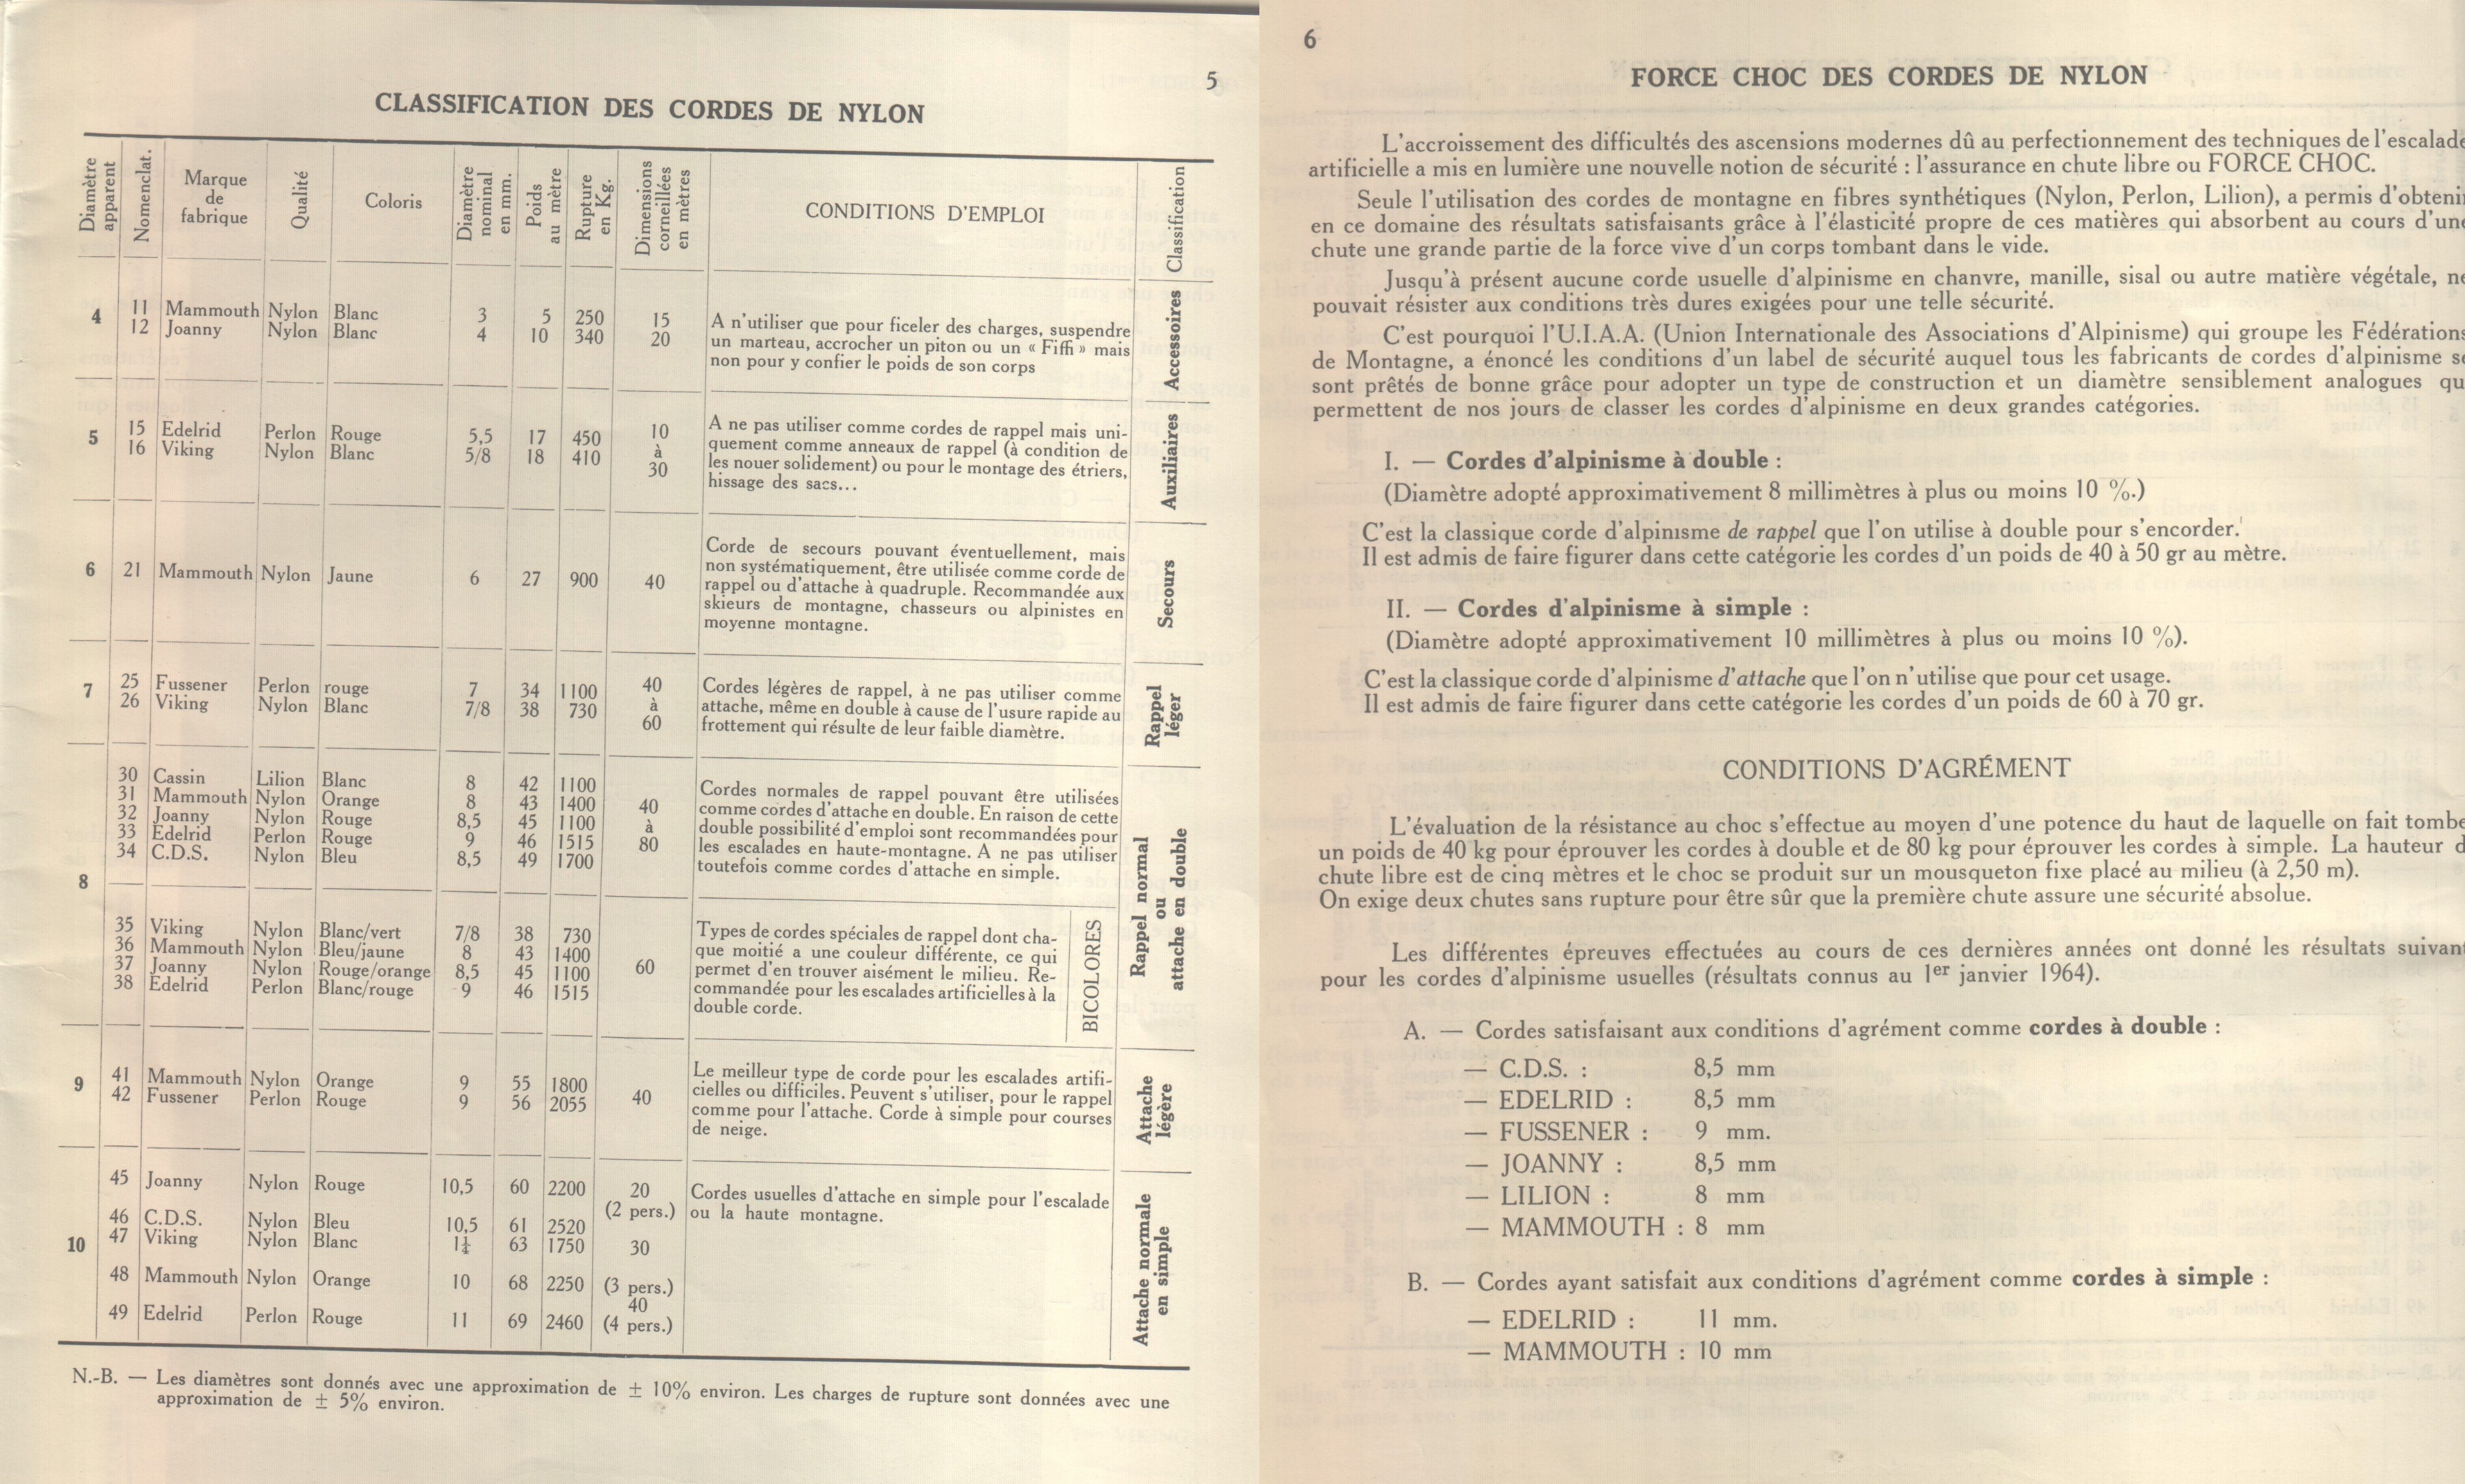 5
CLASSIFICATION DES CORDES DE NYLON
Diamètre apparent
Nomenclat.
Marque de fabrique
Qualité
Coloris
Diamètre nominal en mm.
Poids au mètre
Rupture en Kg.
Dimensions corneillées en mètres
CONDITIONS D'EMPLOI
Classification
4
11 Mammouth Nylon Blanc 3 5 250 15
12 Joanny Nylon Blanc 4 10 340 20
A n'utiliser que pour ficeler des charges, suspendre
un marteau, accrocher un piton ou un « Fiffi » mais
non pour y confier le poids de son corps
Accessoires
5
15 Edelrid Perlon Rouge 5,5 17 450
16 Viking Nylon Blanc 5/8 18 410
10
à
30
A ne pas utiliser comme cordes de rappel mais uni-
quement comme anneaux de rappel (à condition de
les nouer solidement) ou pour le montage des étriers,
hissage des sacs...
Auxiliaires
6
21 Mammouth Nylon Jaune 6 27 900 40
Corde de secours pouvant éventuellement, mais
non systématiquement, être utilisée comme corde de
rappel ou d'attache à quadruple. Recommandée aux
skieurs de montagne, chasseurs ou alpinistes en
moyenne montagne.
Secours
7
25 Fussener Perlon rouge 7 34 1100
26 Viking Nylon Blanc 7/8 38 730
40
à
60
Cordes légères de rappel, à ne pas utiliser comme
attache, même en double à cause de l'usure rapide au
frottement qui résulte de leur faible diamètre.
Rappel
léger
8
30 Cassin Lilion Blanc 8 42 1100
31 Mammouth Nylon Orange 8 43 1400
32 Joanny Nylon Rouge 8,5 45 1100
33 Edelrid Perlon Rouge 9 46 1515
34 C.D.S. Nylon Bleu 8,5 49 1700
40
à
80
Cordes normales de rappel pouvant être utilisées
comme cordes d'attache en double. En raison de cette
double possibilité d'emploi sont recommandées pour
les escalades en haute-montagne. A ne pas utiliser
toutefois comme cordes d'attache en simple.
35 Viking Nylon Blanc/vert 7/8 38 730
36 Mammouth Nylon Bleu/jaune 8 43 1400
37 Joanny Nylon Rouge/orange 8,5 45 1100
38 Edelrid Perlon Blanc/rouge 9 46 1515
60
Types de cordes spéciales de rappel dont cha-
que moitié a une couleur différente, ce qui
permet d'en trouver aisément le milieu. Re-
commandée pour les escalades artificielles à la
double corde.
BICOLORES
Rappel normal
ou
attache en double
9
41 Mammouth Nylon Orange 9 55 1800
42 Fussener Perlon Rouge 9 56 2055
40
Le meilleur type de corde pour les escalades artifi-
cielles ou difficiles. Peuvent s'utiliser, pour le rappel
comme pour l'attache. Corde à simple pour courses
de neige.
Attache
légère
10
45 Joanny Nylon Rouge 10,5 60 2200
46 C.D.S. Nylon Bleu 10,5 61 2520
47 Viking Nylon Blanc 1¼ 63 1750
48 Mammouth Nylon Orange 10 68 2250
49 Edelrid Perlon Rouge 11 69 2460
20
(2 pers.)
30
(3 pers.)
40
(4 pers.)
Cordes usuelles d'attache en simple pour l'escalade
ou la haute montagne.
Attache normale
en simple
N.-B. — Les diamètres sont donnés avec une approximation de ± 10% environ. Les charges de rupture sont données avec une
approximation de ± 5% environ.
6
FORCE CHOC DES CORDES DE NYLON
L'accroissement des difficultés des ascensions modernes dû au perfectionnement des techniques de l'escalade
artificielle a mis en lumière une nouvelle notion de sécurité : l'assurance en chute libre ou FORCE CHOC.
Seule l'utilisation des cordes de montagne en fibres synthétiques (Nylon, Perlon, Lilion), a permis d'obteni
en ce domaine des résultats satisfaisants grâce à l'élasticité propre de ces matières qui absorbent au cours d'une
chute une grande partie de la force vive d'un corps tombant dans le vide.
Jusqu'à présent aucune corde usuelle d'alpinisme en chanvre, manille, sisal ou autre matière végétale, ne
pouvait résister aux conditions très dures exigées pour une telle sécurité.
C'est pourquoi l'U.I.A.A. (Union Internationale des Associations d'Alpinisme) qui groupe les Fédérations
de Montagne, a énoncé les conditions d'un label de sécurité auquel tous les fabricants de cordes d'alpinisme se
sont prêtés de bonne grâce pour adopter un type de construction et un diamètre sensiblement analogues qu
permettent de nos jours de classer les cordes d'alpinisme en deux grandes catégories.
I. — Cordes d'alpinisme à double :
(Diamètre adopté approximativement 8 millimètres à plus ou moins 10 %.)
C'est la classique corde d'alpinisme de rappel que l'on utilise à double pour s'encorder.
Il est admis de faire figurer dans cette catégorie les cordes d'un poids de 40 à 50 gr au mètre.
II. — Cordes d'alpinisme à simple :
(Diamètre adopté approximativement 10 millimètres à plus ou moins 10 %).
C'est la classique corde d'alpinisme d'attache que l'on n'utilise que pour cet usage.
Il est admis de faire figurer dans cette catégorie les cordes d'un poids de 60 à 70 gr.
CONDITIONS D'AGRÉMENT
L'évaluation de la résistance au choc s'effectue au moyen d'une potence du haut de laquelle on fait tombe
un poids de 40 kg pour éprouver les cordes à double et de 80 kg pour éprouver les cordes à simple. La hauteur d
chute libre est de cinq mètres et le choc se produit sur un mousqueton fixe placé au milieu (à 2,50 m).
On exige deux chutes sans rupture pour être sûr que la première chute assure une sécurité absolue.
Les différentes épreuves effectuées au cours de ces dernières années ont donné les résultats suivant
pour les cordes d'alpinisme usuelles (résultats connus au 1er janvier 1964).
A. — Cordes satisfaisant aux conditions d'agrément comme cordes à double :
— C.D.S. : 8,5 mm
— EDELRID : 8,5 mm
— FUSSENER : 9 mm.
— JOANNY : 8,5 mm
— LILION : 8 mm
— MAMMOUTH : 8 mm
B. — Cordes ayant satisfait aux conditions d'agrément comme cordes à simple :
— EDELRID : 11 mm.
— MAMMOUTH : 10 mm